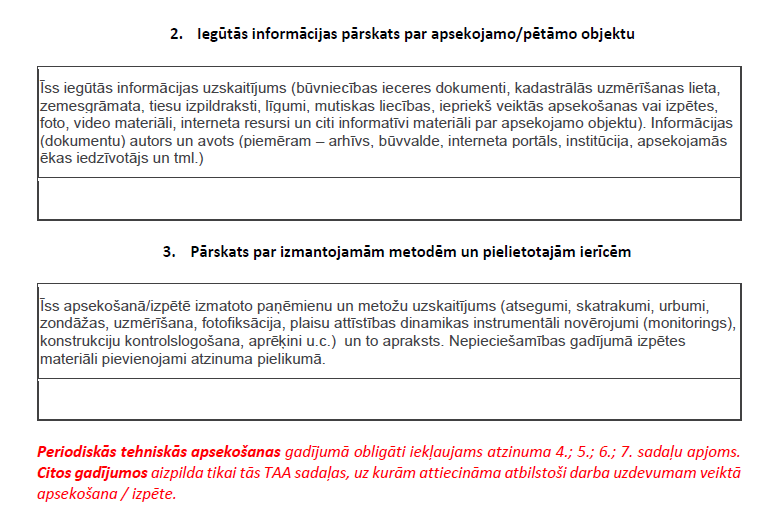 2. Iegūtās informācijas pārskats par apsekojamo/pētāmo objektu
Īss iegūtās informācijas uzskaitījums (būvniecības ieceres dokumenti, kadastrālās uzmērīšanas lieta,
zemesgrāmata, tiesu izpildraksti, līgumi, mutiskas liecības, iepriekš veiktās apsekošanas vai izpētes,
foto, video materiāli, interneta resursi un citi informatīvi materiāli par apsekojamo objektu). Informācijas
(dokumentu) autors un avots (piemēram – arhīvs, būvvalde, interneta portāls, institūcija, apsekojamās
ēkas iedzīvotājs un tml.)
3. Pārskats par izmantojamām metodēm un pielietotajām ierīcēm
Īss apsekošanā/izpētē izmatoto paņēmienu un metožu uzskaitījums (atsegumi, skatrakumi, urbumi,
zondāžas, uzmērīšana, fotofiksācija, plaisu attīstības dinamikas instrumentāli novērojumi (monitorings),
konstrukciju kontrolslogošana, aprēķini u.c.) un to apraksts. Nepieciešamības gadījumā izpētes
materiāli pievienojami atzinuma pielikumā.
Periodiskās tehniskās apsekošanas gadījumā obligāti iekļaujams atzinuma 4.; 5.; 6.; 7. sadaļu apjoms.
Citos gadījumos aizpilda tikai tās TAA sadaļas, uz kurām attiecināma atbilstoši darba uzdevumam veiktā
apsekošana / izpēte.